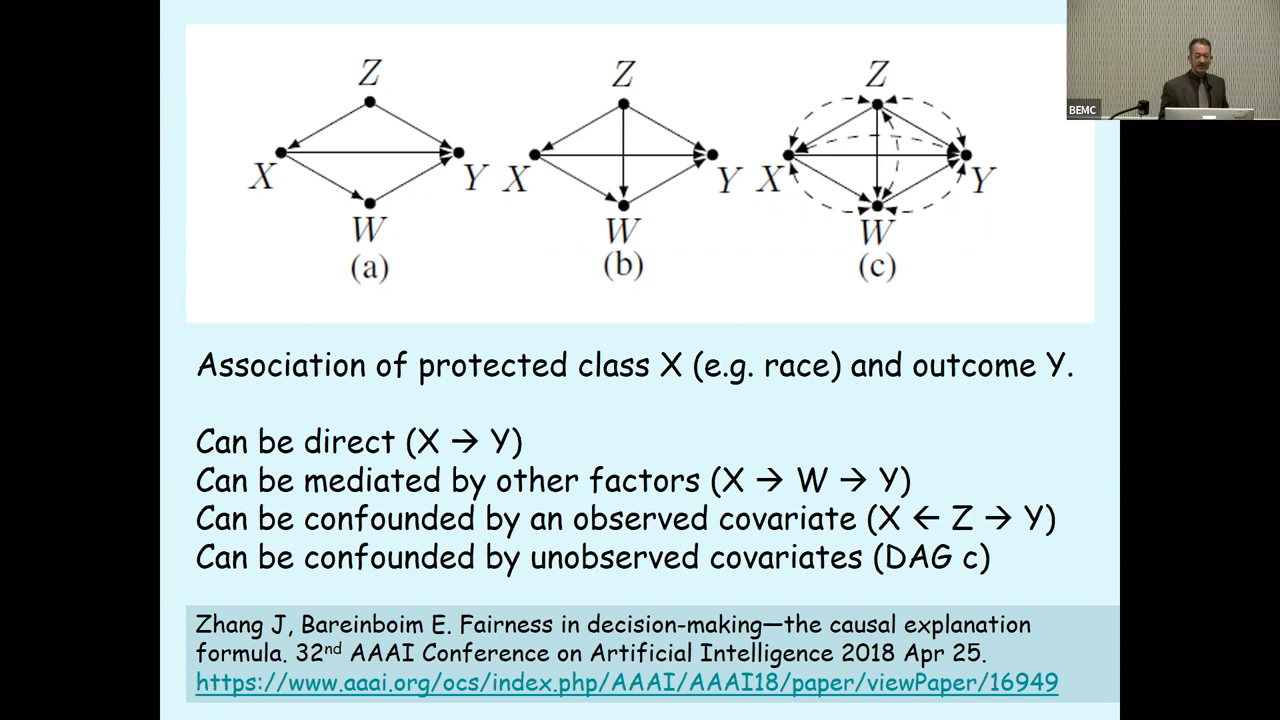 Z
X
Y
W
(a)
Z
X
Y
W
(b)
Z
X
Y
W
(c)
BEMC
Association of protected class X (e.g. race) and outcome Y.
Can be direct (X → Y)
Can be mediated by other factors (X → W → Y)
Can be confounded by an observed covariate (X ← Z → Y)
Can be confounded by unobserved covariates (DAG c)
Zhang J, Bareinboim E. Fairness in decision-making—the causal explanation
formula. 32nd AAAI Conference on Artificial Intelligence 2018 Apr 25.
https://www.aaai.org/ocs/index.php/AAAI/AAAI18/paper/viewPaper/16949